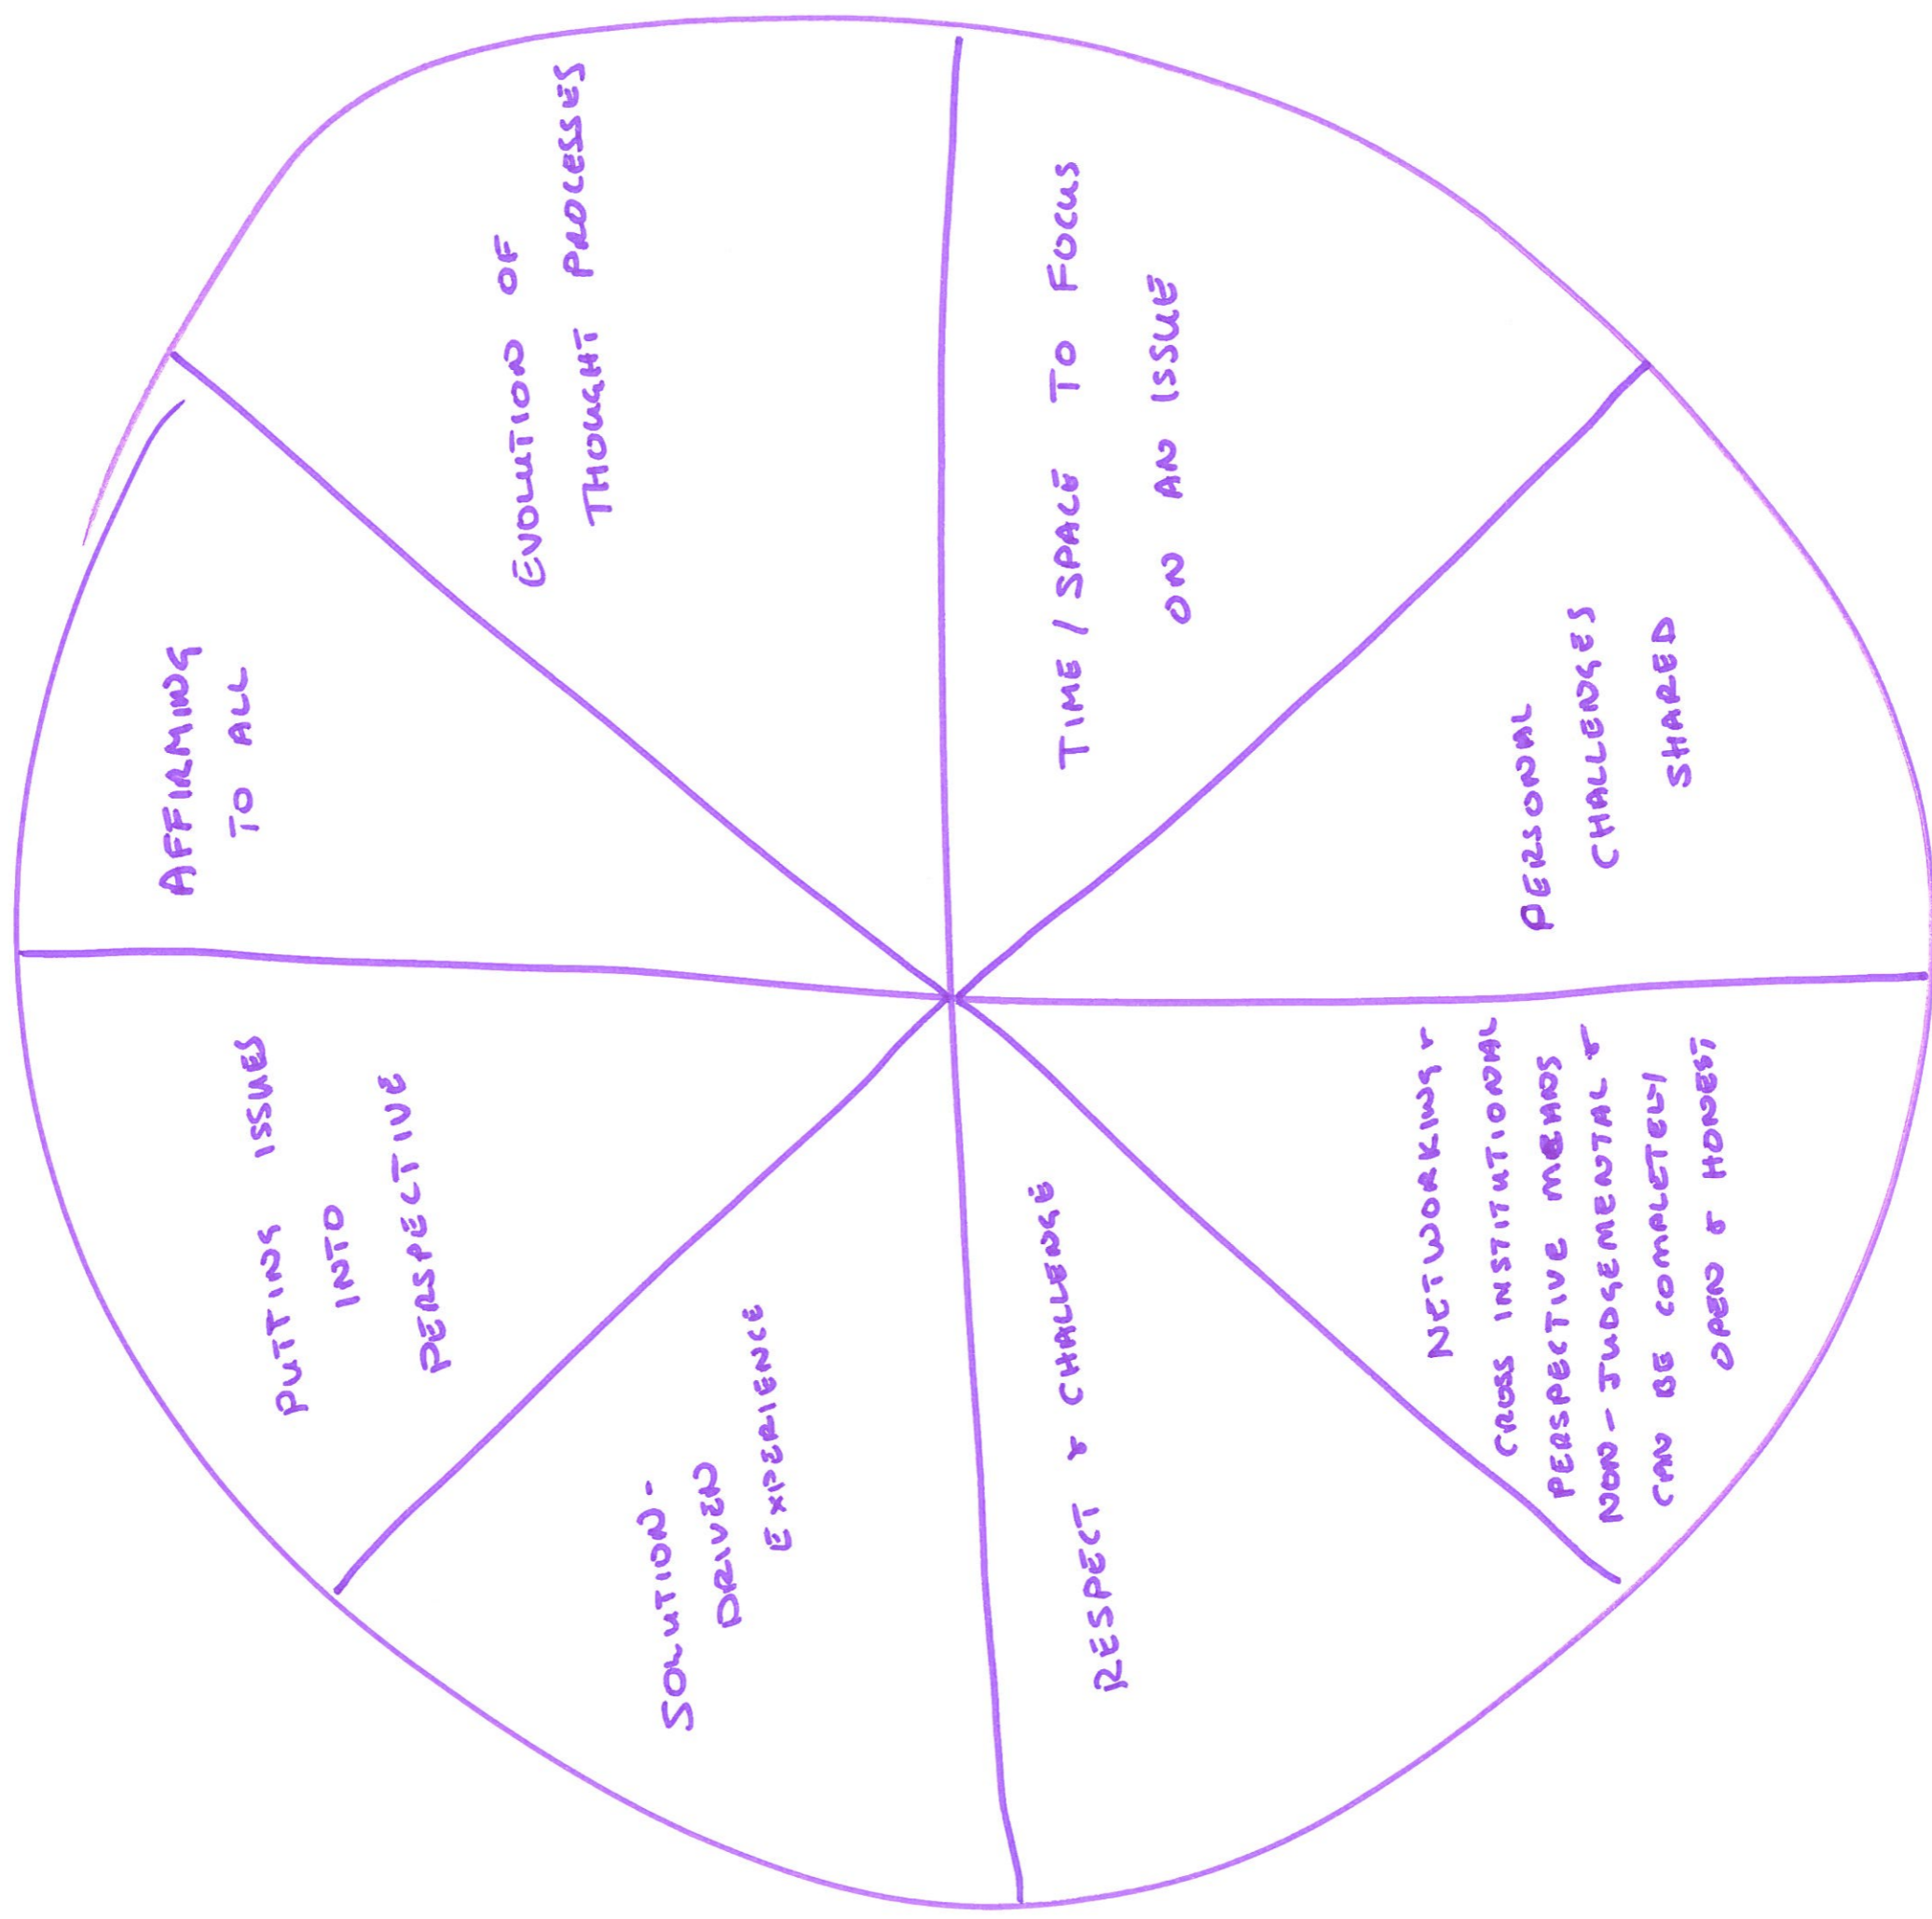 EVOLUTION OF
THOUGHT PROCESSES
TIME / SPACE TO FOCUS
ON AN ISSUE
PERSONAL
CHALLENGES
SHARED
NETWORKING &
CROSS INSTITUTIONAL
PERSPECTIVE MEANS
NON-JUDGEMENTAL &
CAN BE COMPLETELY
OPEN & HONEST
RESPECT & CHALLENGE
SOLUTION-
DRIVEN
EXPERIENCE
PUTTING ISSUES
INTO
PERSPECTIVE
AFFIRMING
TO ALL